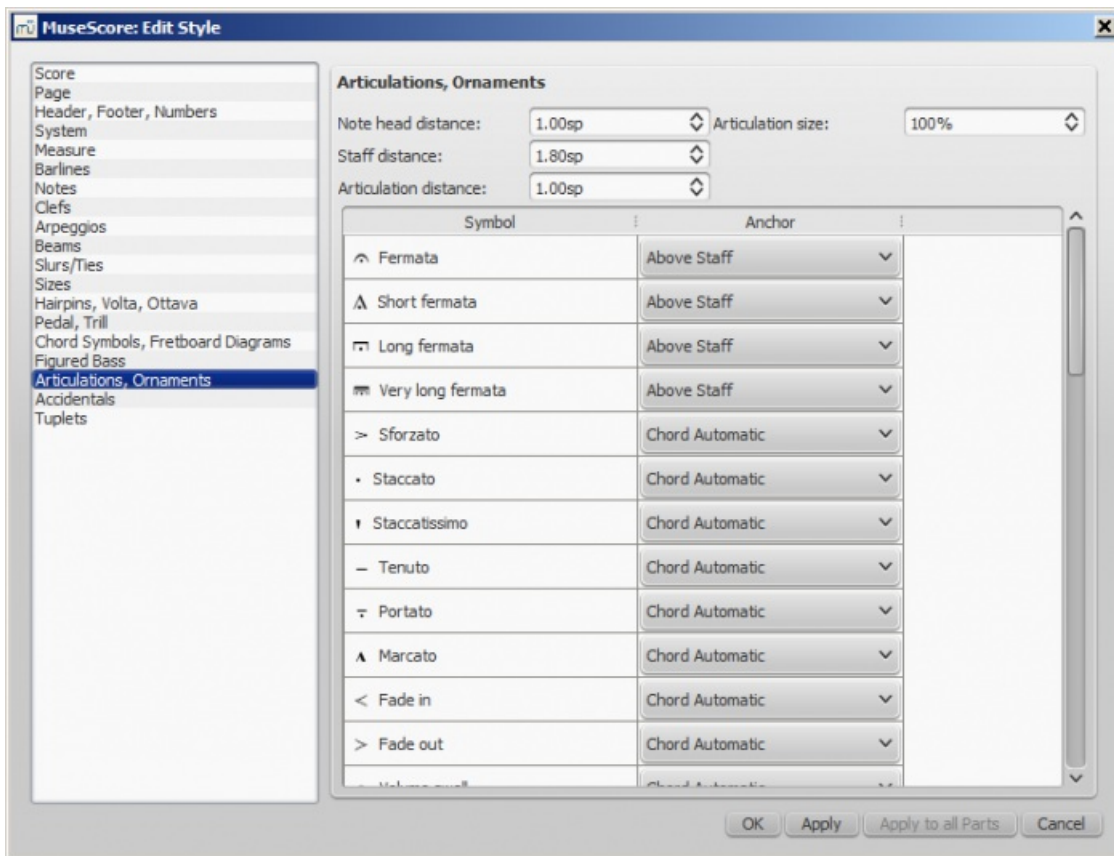 MuseScore: Edit Style
Score
Page
Header, Footer, Numbers
System
Measure
Barlines
Notes
Clefs
Arpeggios
Beams
Slurs/Ties
Sizes
Hairpins, Volta, Ottava
Pedal, Trill
Chord Symbols, Fretboard Diagrams
Figured Bass
Articulations, Ornaments
Accidentals
Tuplets
Articulations, Ornaments
Note head distance: 1.00sp Articulation size: 100%
Staff distance: 1.80sp
Articulation distance: 1.00sp
Symbol Anchor
Fermata Above Staff
Short fermata Above Staff
Long fermata Above Staff
Very long fermata Above Staff
Sforzato Chord Automatic
Staccato Chord Automatic
Staccatissimo Chord Automatic
Tenuto Chord Automatic
Portato Chord Automatic
Marcato Chord Automatic
Fade in Chord Automatic
Fade out Chord Automatic
Volume swell Chord Automatic
OK Apply Apply to all Parts Cancel